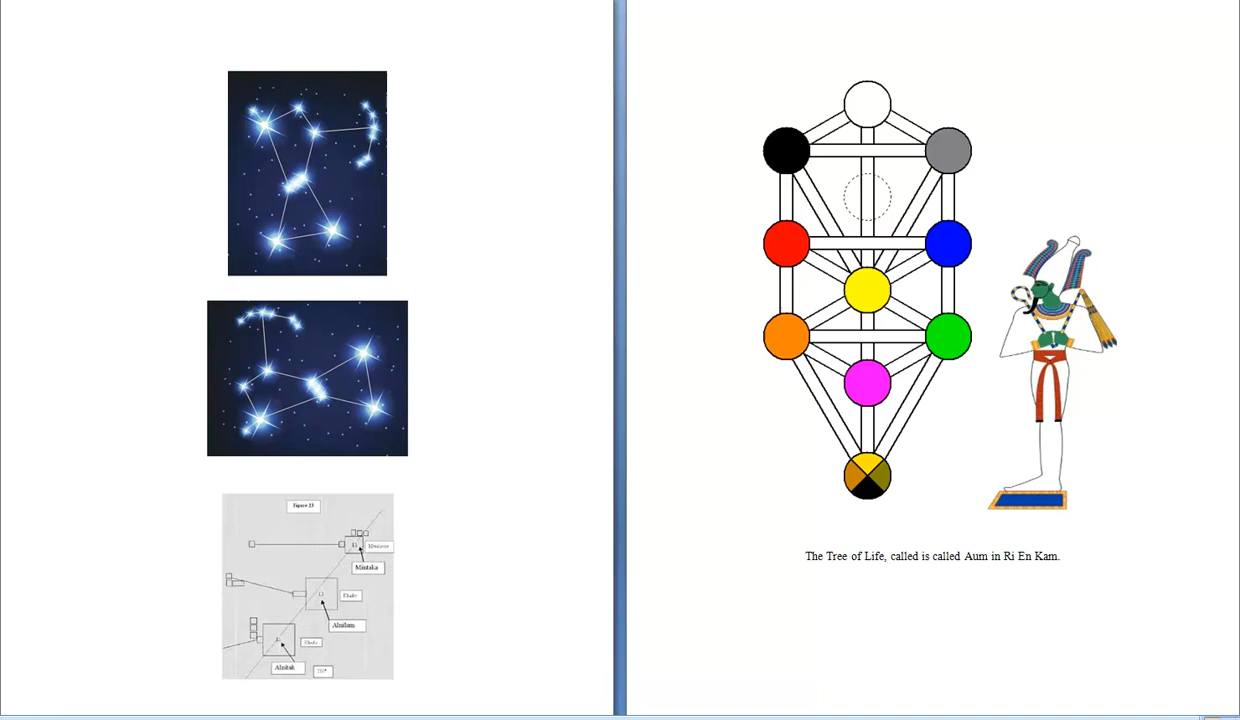 Figure 23
Mintaka
Alnilam
Alnitak
The Tree of Life, called is called Aum in Ri En Kam.